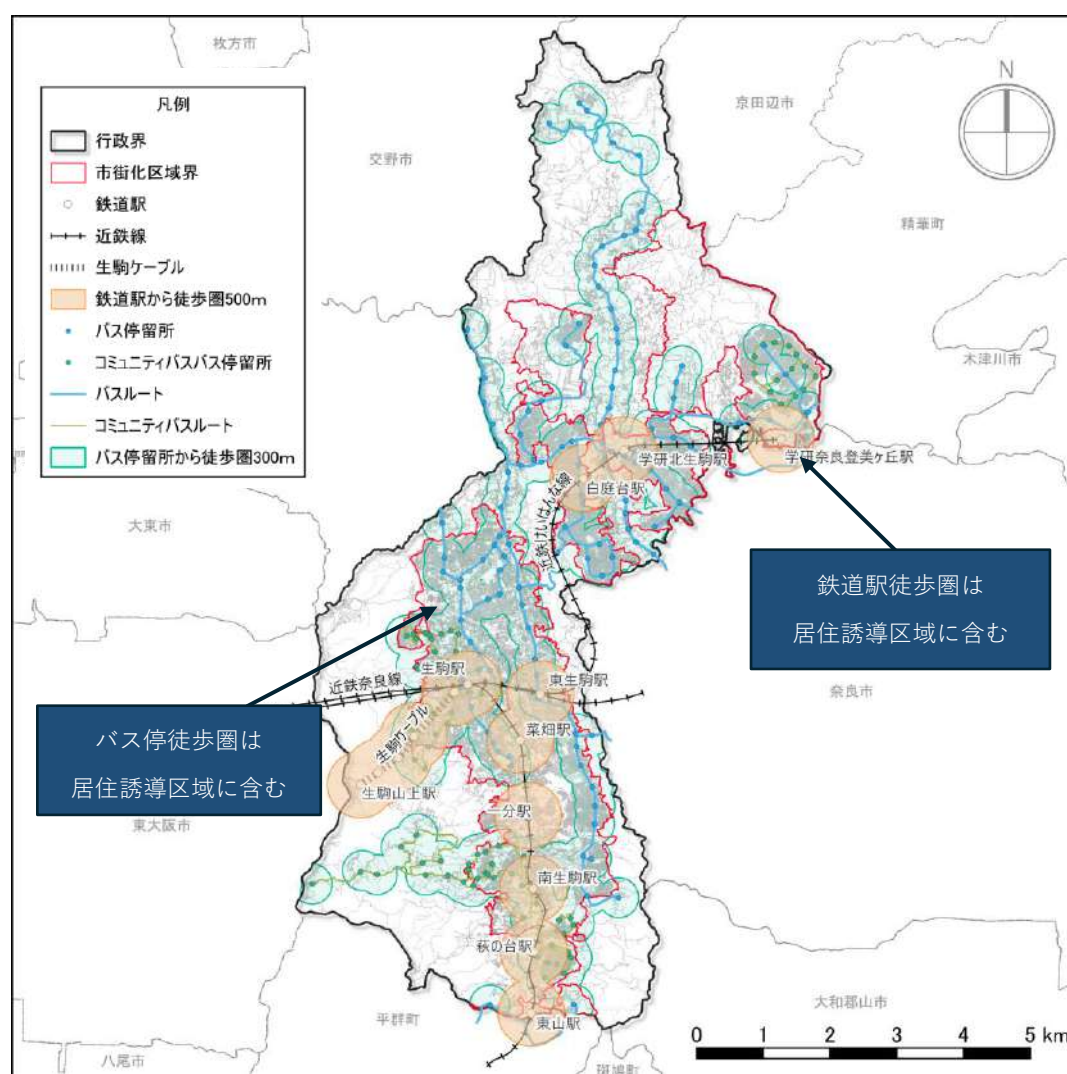 枚方市
京田辺市
交野市
精華町
木津川市
大東市
奈良市
東大阪市
平群町
大和郡山市
八尾市
斑鳩町
N
凡例
行政界
市街化区域界
鉄道駅
近鉄線
生駒ケーブル
鉄道駅から徒歩圏500m
バス停留所
コミュニティバスバス停留所
バスルート
コミュニティバスルート
バス停留所から徒歩圏300m
学研北生駒駅
学研奈良登美ヶ丘駅
白庭台駅
近鉄けいはんな線
鉄道駅徒歩圏は
居住誘導区域に含む
生駒駅
東生駒駅
近鉄奈良線
菜畑駅
生駒ケーブル
バス停徒歩圏は
居住誘導区域に含む
生駒山上駅
一分駅
南生駒駅
萩の台駅
東山駅
0 1 2 3 4 5 km